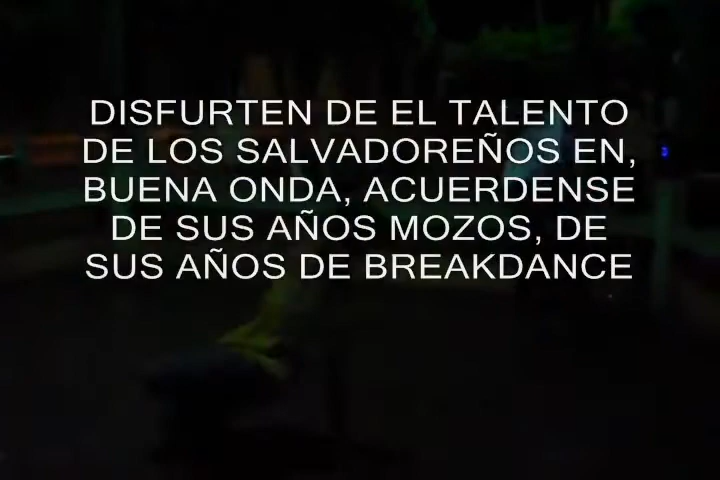 DISFURTEN DE EL TALENTO
DE LOS SALVADOREÑOS EN,
BUENA ONDA, ACUERDENSE
DE SUS AÑOS MOZOS, DE
SUS AÑOS DE BREAKDANCE